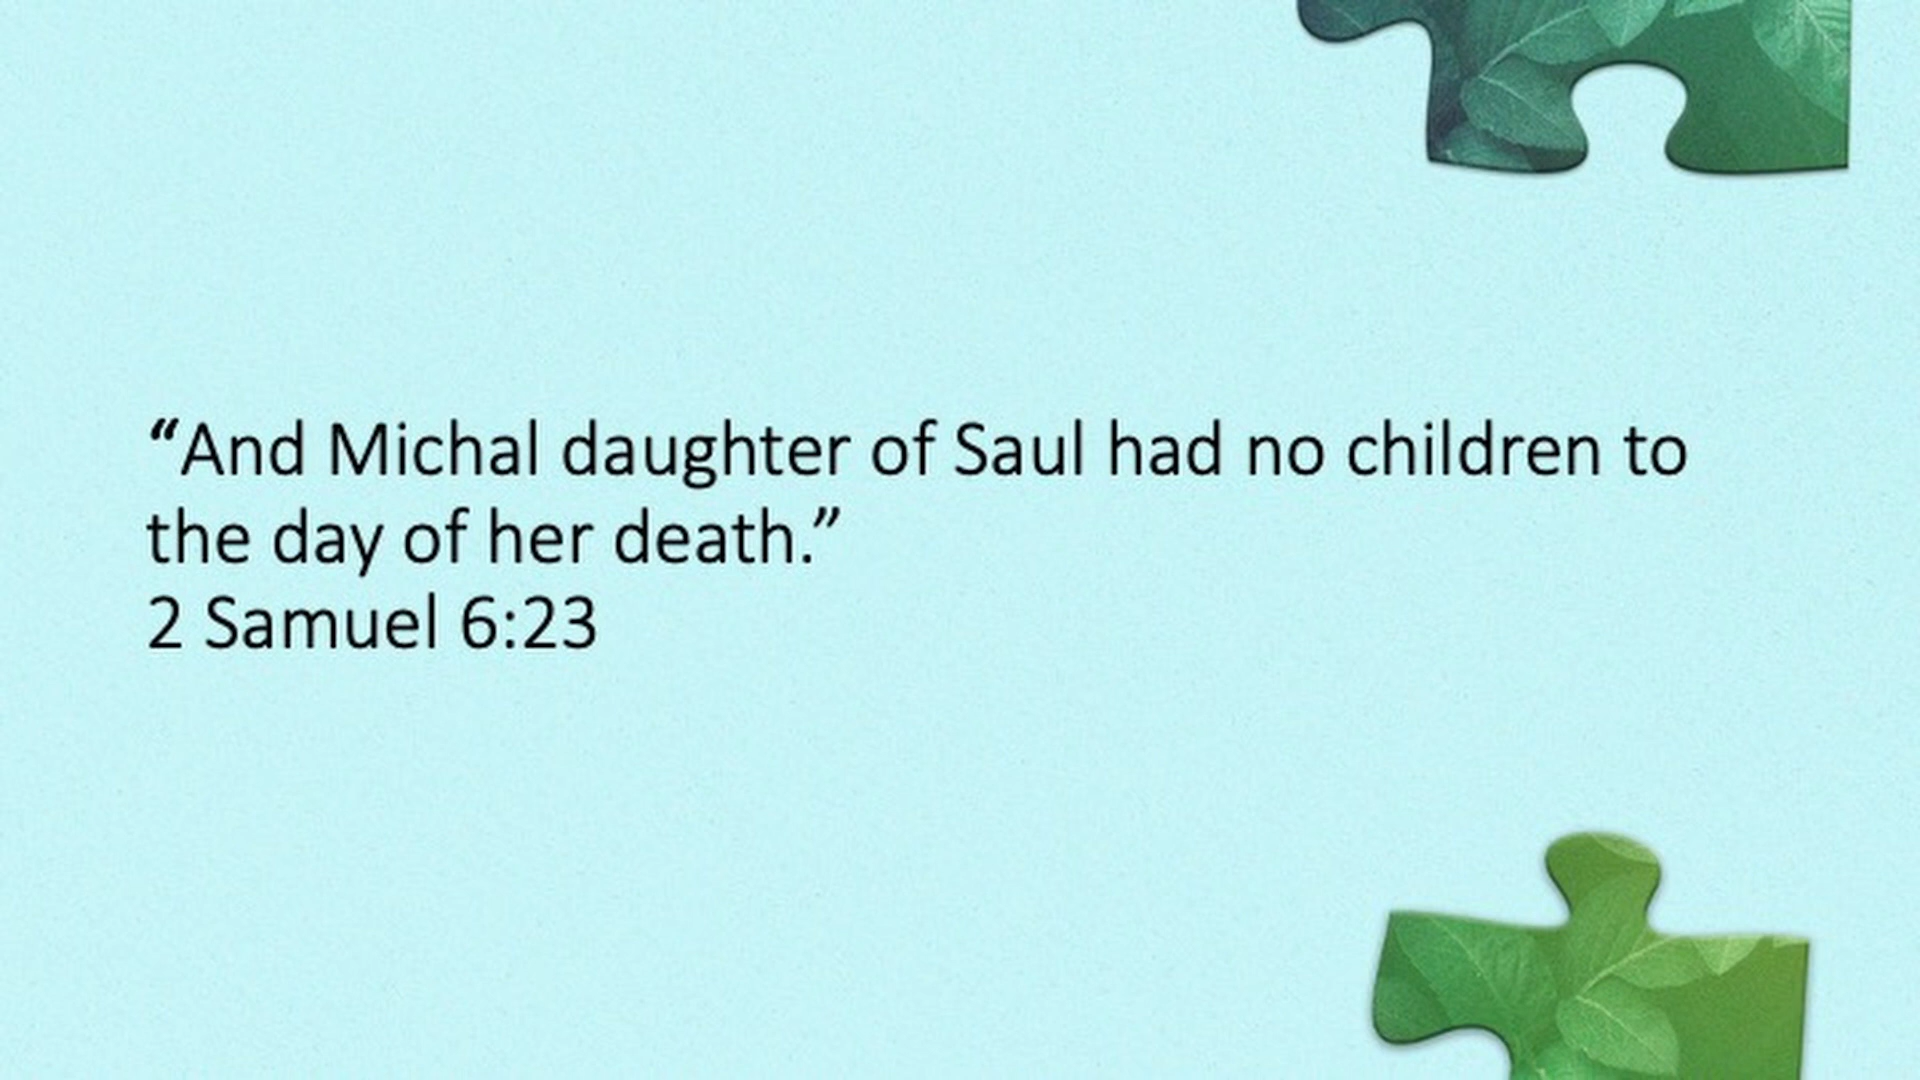 “And Michal daughter of Saul had no children to
the day of her death.”
2 Samuel 6:23